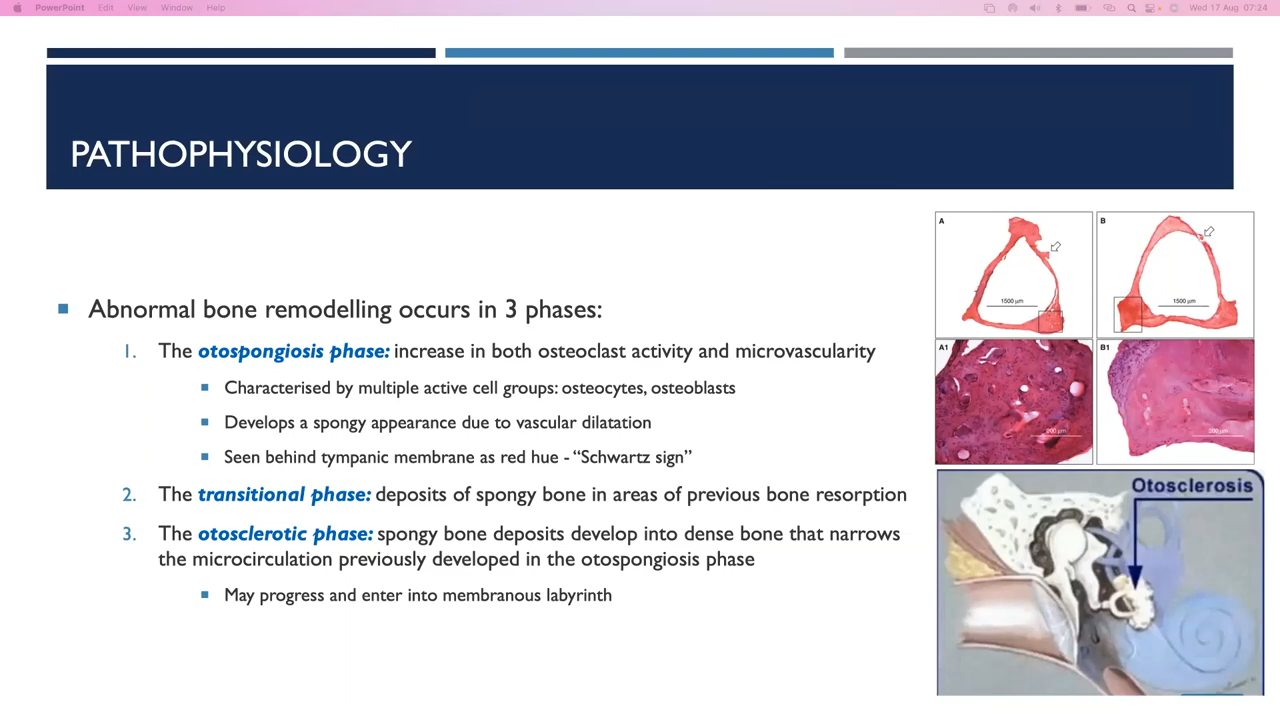 PowerPoint Edit View Window Help Wed 17 Aug 07:24
PATHOPHYSIOLOGY
Abnormal bone remodelling occurs in 3 phases:
1. The otospongiosis phase: increase in both osteoclast activity and microvascularity
Characterised by multiple active cell groups: osteocytes, osteoblasts
Develops a spongy appearance due to vascular dilatation
Seen behind tympanic membrane as red hue - “Schwartz sign”
2. The transitional phase: deposits of spongy bone in areas of previous bone resorption
3. The otosclerotic phase: spongy bone deposits develop into dense bone that narrows
the microcirculation previously developed in the otospongiosis phase
May progress and enter into membranous labyrinth
A
1500 µm
B
1500 µm
A1
200 µm
B1
Otosclerosis